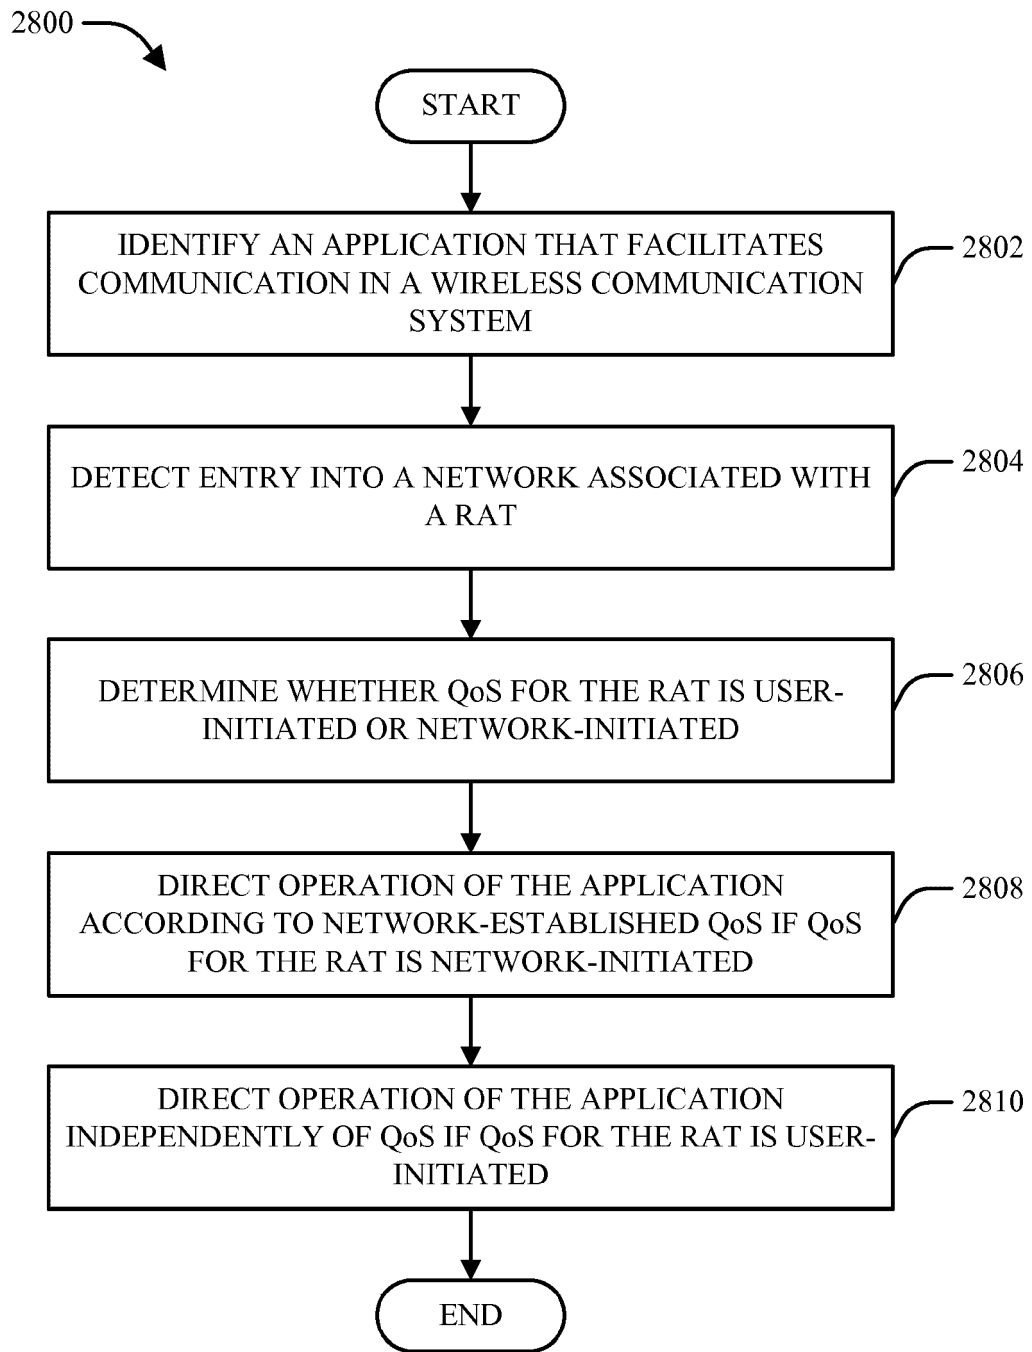 2800
START
IDENTIFY AN APPLICATION THAT FACILITATES
COMMUNICATION IN A WIRELESS COMMUNICATION
SYSTEM
2802
DETECT ENTRY INTO A NETWORK ASSOCIATED WITH
A RAT
2804
DETERMINE WHETHER QoS FOR THE RAT IS USER-
INITIATED OR NETWORK-INITIATED
2806
DIRECT OPERATION OF THE APPLICATION
ACCORDING TO NETWORK-ESTABLISHED QoS IF QoS
FOR THE RAT IS NETWORK-INITIATED
2808
DIRECT OPERATION OF THE APPLICATION
INDEPENDENTLY OF QoS IF QoS FOR THE RAT IS USER-
INITIATED
2810
END